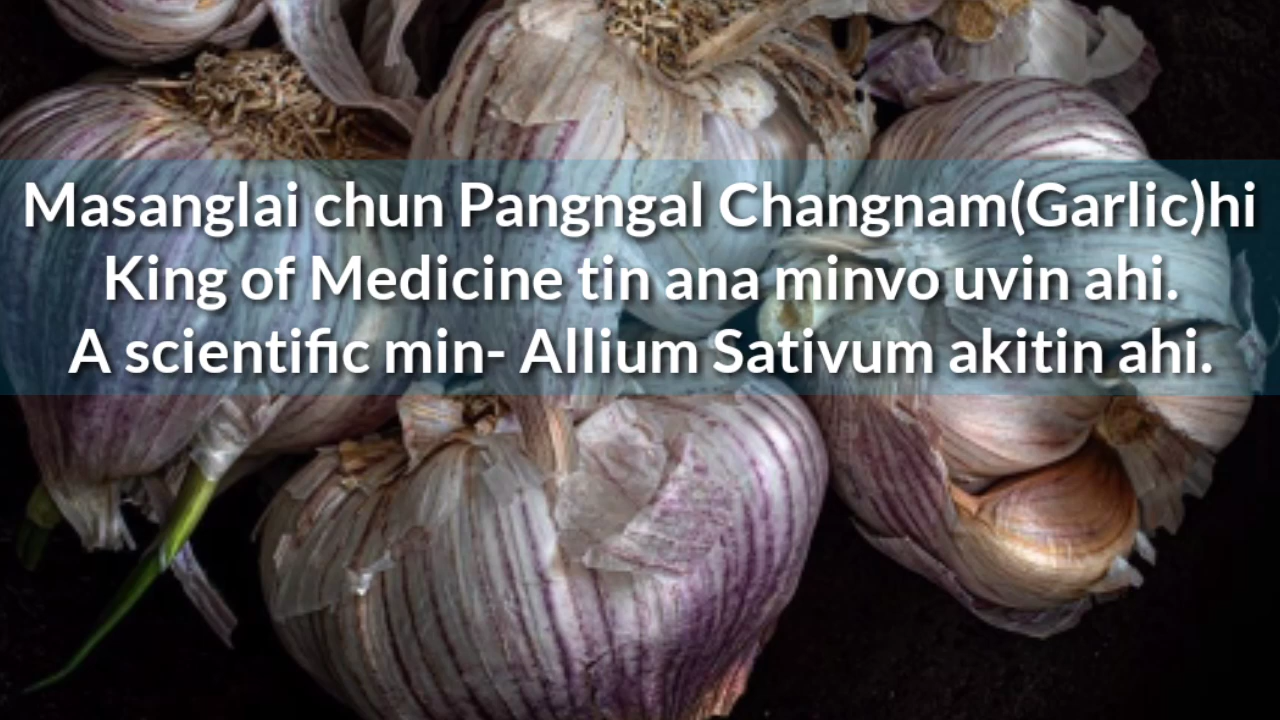 Masanglai chun Pangngal Changnam(Garlic)hi
King of Medicine tin ana minvo uvin ahi.
A scientific min- Allium Sativum akitin ahi.